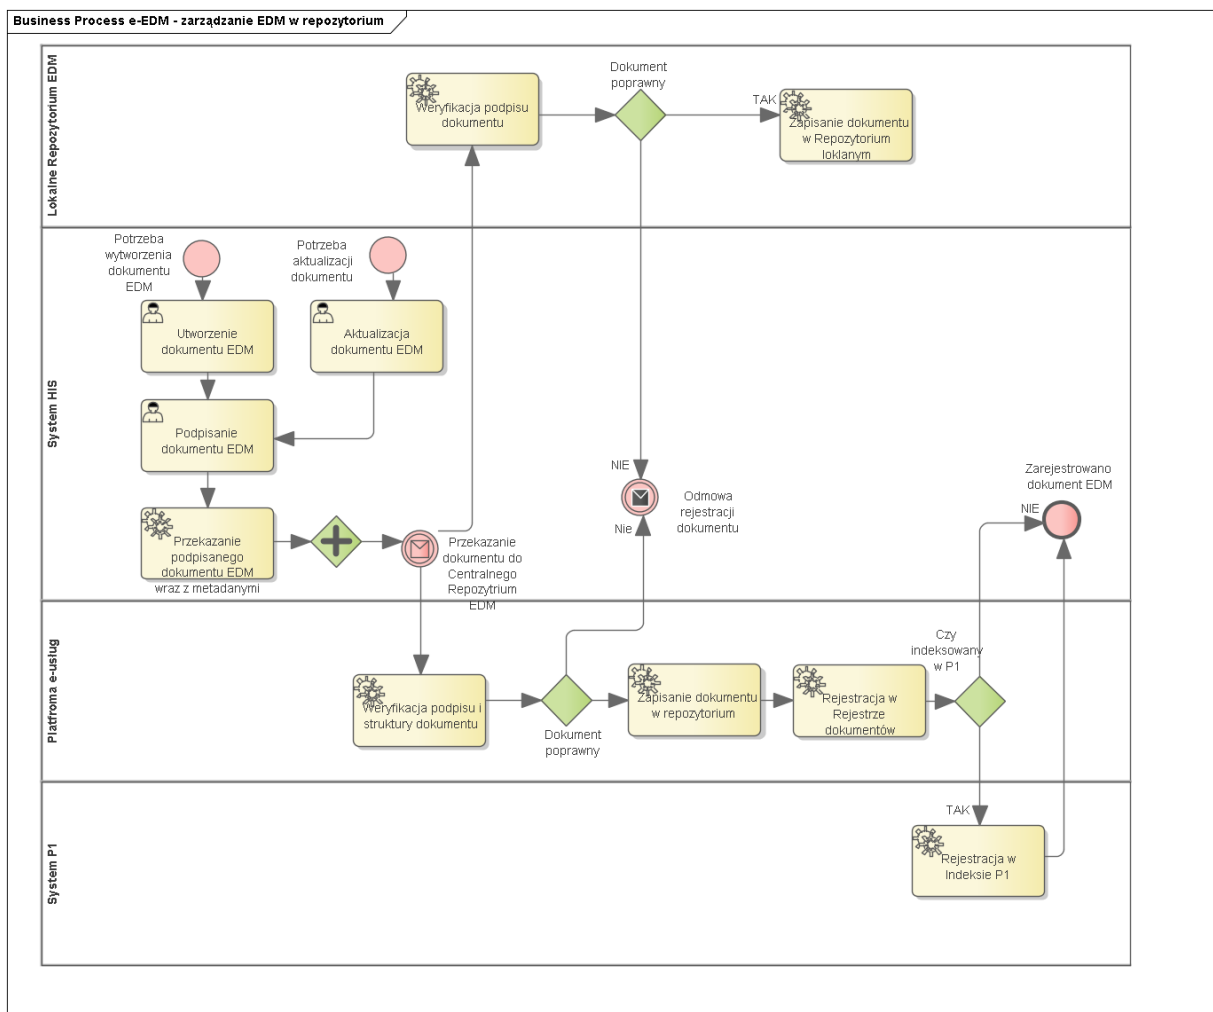 Business Process e-EDM - zarządzanie EDM w repozytorium
Lokalne Repozytorium EDM
Weryfikacja podpisu
dokumentu
Dokument
poprawny
TAK
Zapisanie dokumentu
w Repozytorium
loklanym
System HIS
Potrzeba
wytworzenia
dokumentu
EDM
Potrzeba
aktualizacji
dokumentu
Utworzenie
dokumentu EDM
Aktualizacja
dokumentu EDM
Podpisanie
dokumentu EDM
Przekazanie
podpisanego
dokumentu EDM
wraz z metadanymi
Przekazanie
dokumentu do
Centralnego
Repozytrium
EDM
NIE
Nie
Odmowa
rejestracji
dokumentu
Zarejestrowano
dokument EDM
NIE
Platfroma e-usług
Weryfikacja podpisu i
struktury dokumentu
Dokument
poprawny
Zapisanie dokumentu
w repozytorium
Rejestracja w
Rejestrze
dokumentów
Czy
indeksowany
w P1
System P1
TAK
Rejestracja w
Indeksie P1